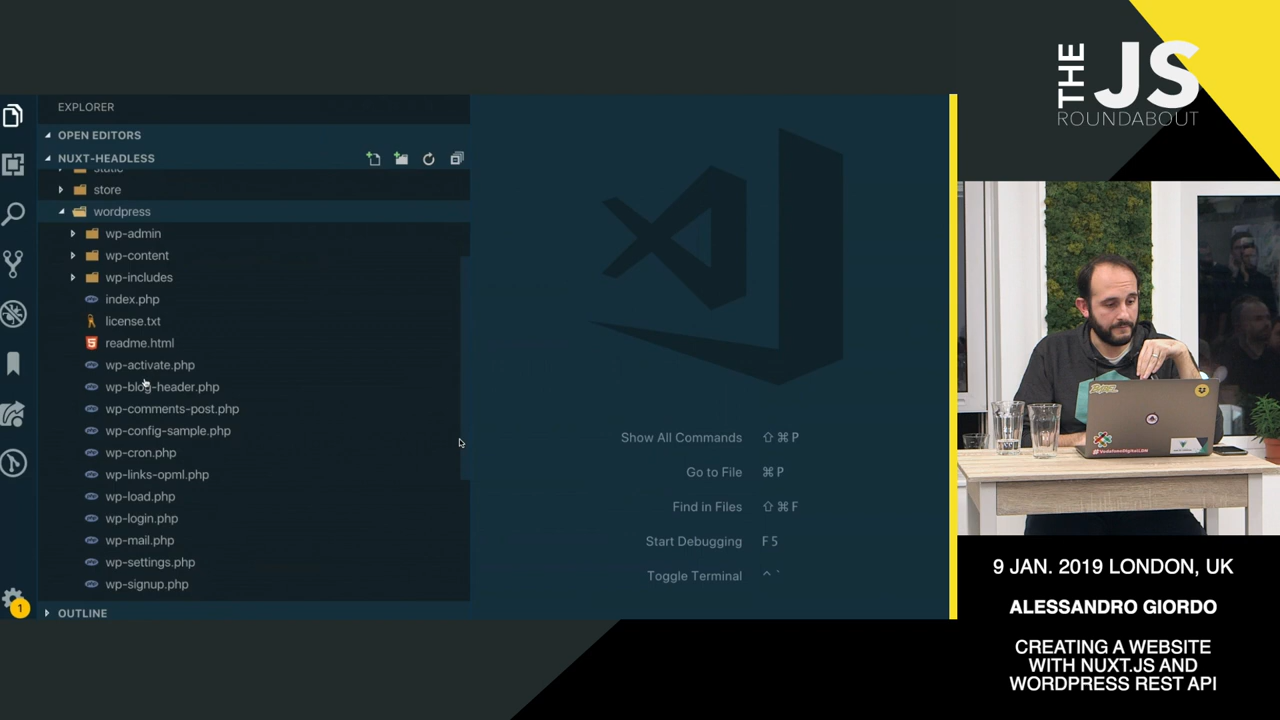 EXPLORER
OPEN EDITORS
NUXT-HEADLESS
static
store
wordpress
wp-admin
wp-content
wp-includes
index.php
license.txt
readme.html
wp-activate.php
wp-blog-header.php
wp-comments-post.php
wp-config-sample.php
wp-cron.php
wp-links-opml.php
wp-load.php
wp-login.php
wp-mail.php
wp-settings.php
wp-signup.php
OUTLINE
1
Show All Commands ⇧⌘P
Go to File ⌘P
Find in Files ⇧⌘F
Start Debugging F5
Toggle Terminal ^`
THE JS
ROUNDABOUT
9 JAN. 2019 LONDON, UK
ALESSANDRO GIORDO
CREATING A WEBSITE
WITH NUXT.JS AND
WORDPRESS REST API